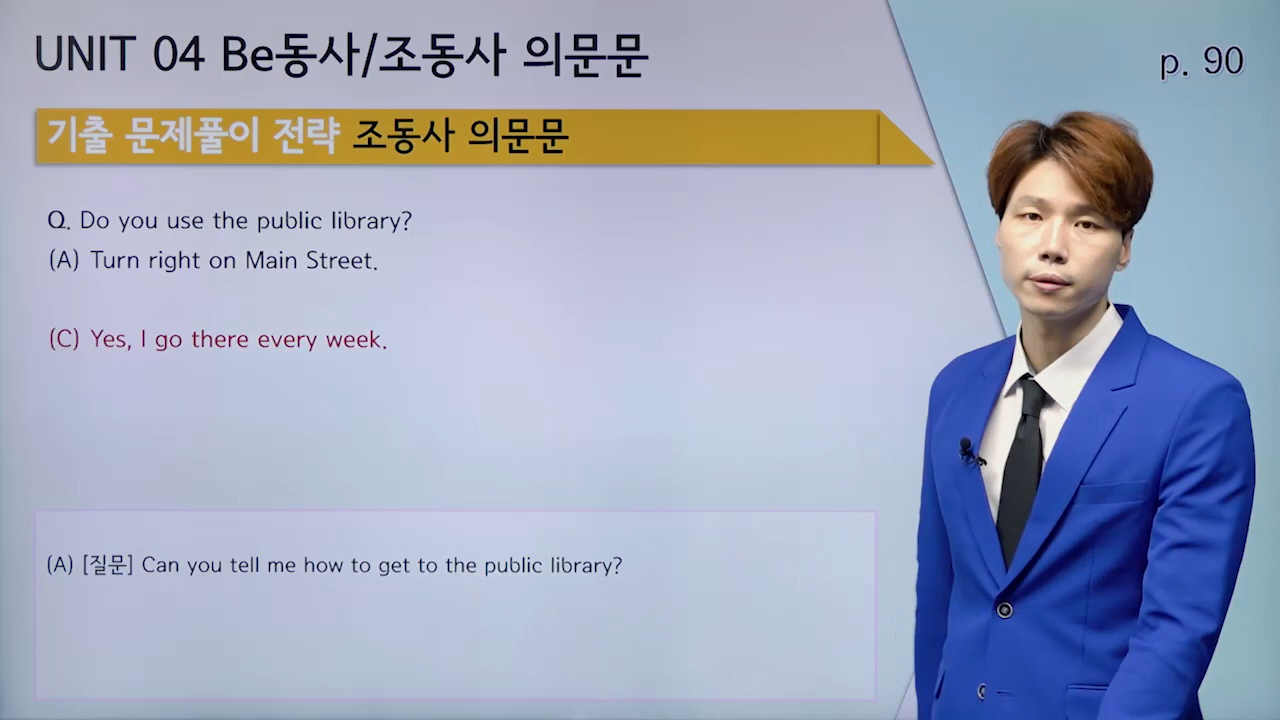 UNIT 04 Be동사/조동사 의문문
p. 90
기출 문제풀이 전략 조동사 의문문
Q. Do you use the public library?
(A) Turn right on Main Street.
(C) Yes, I go there every week.
(A) [질문] Can you tell me how to get to the public library?